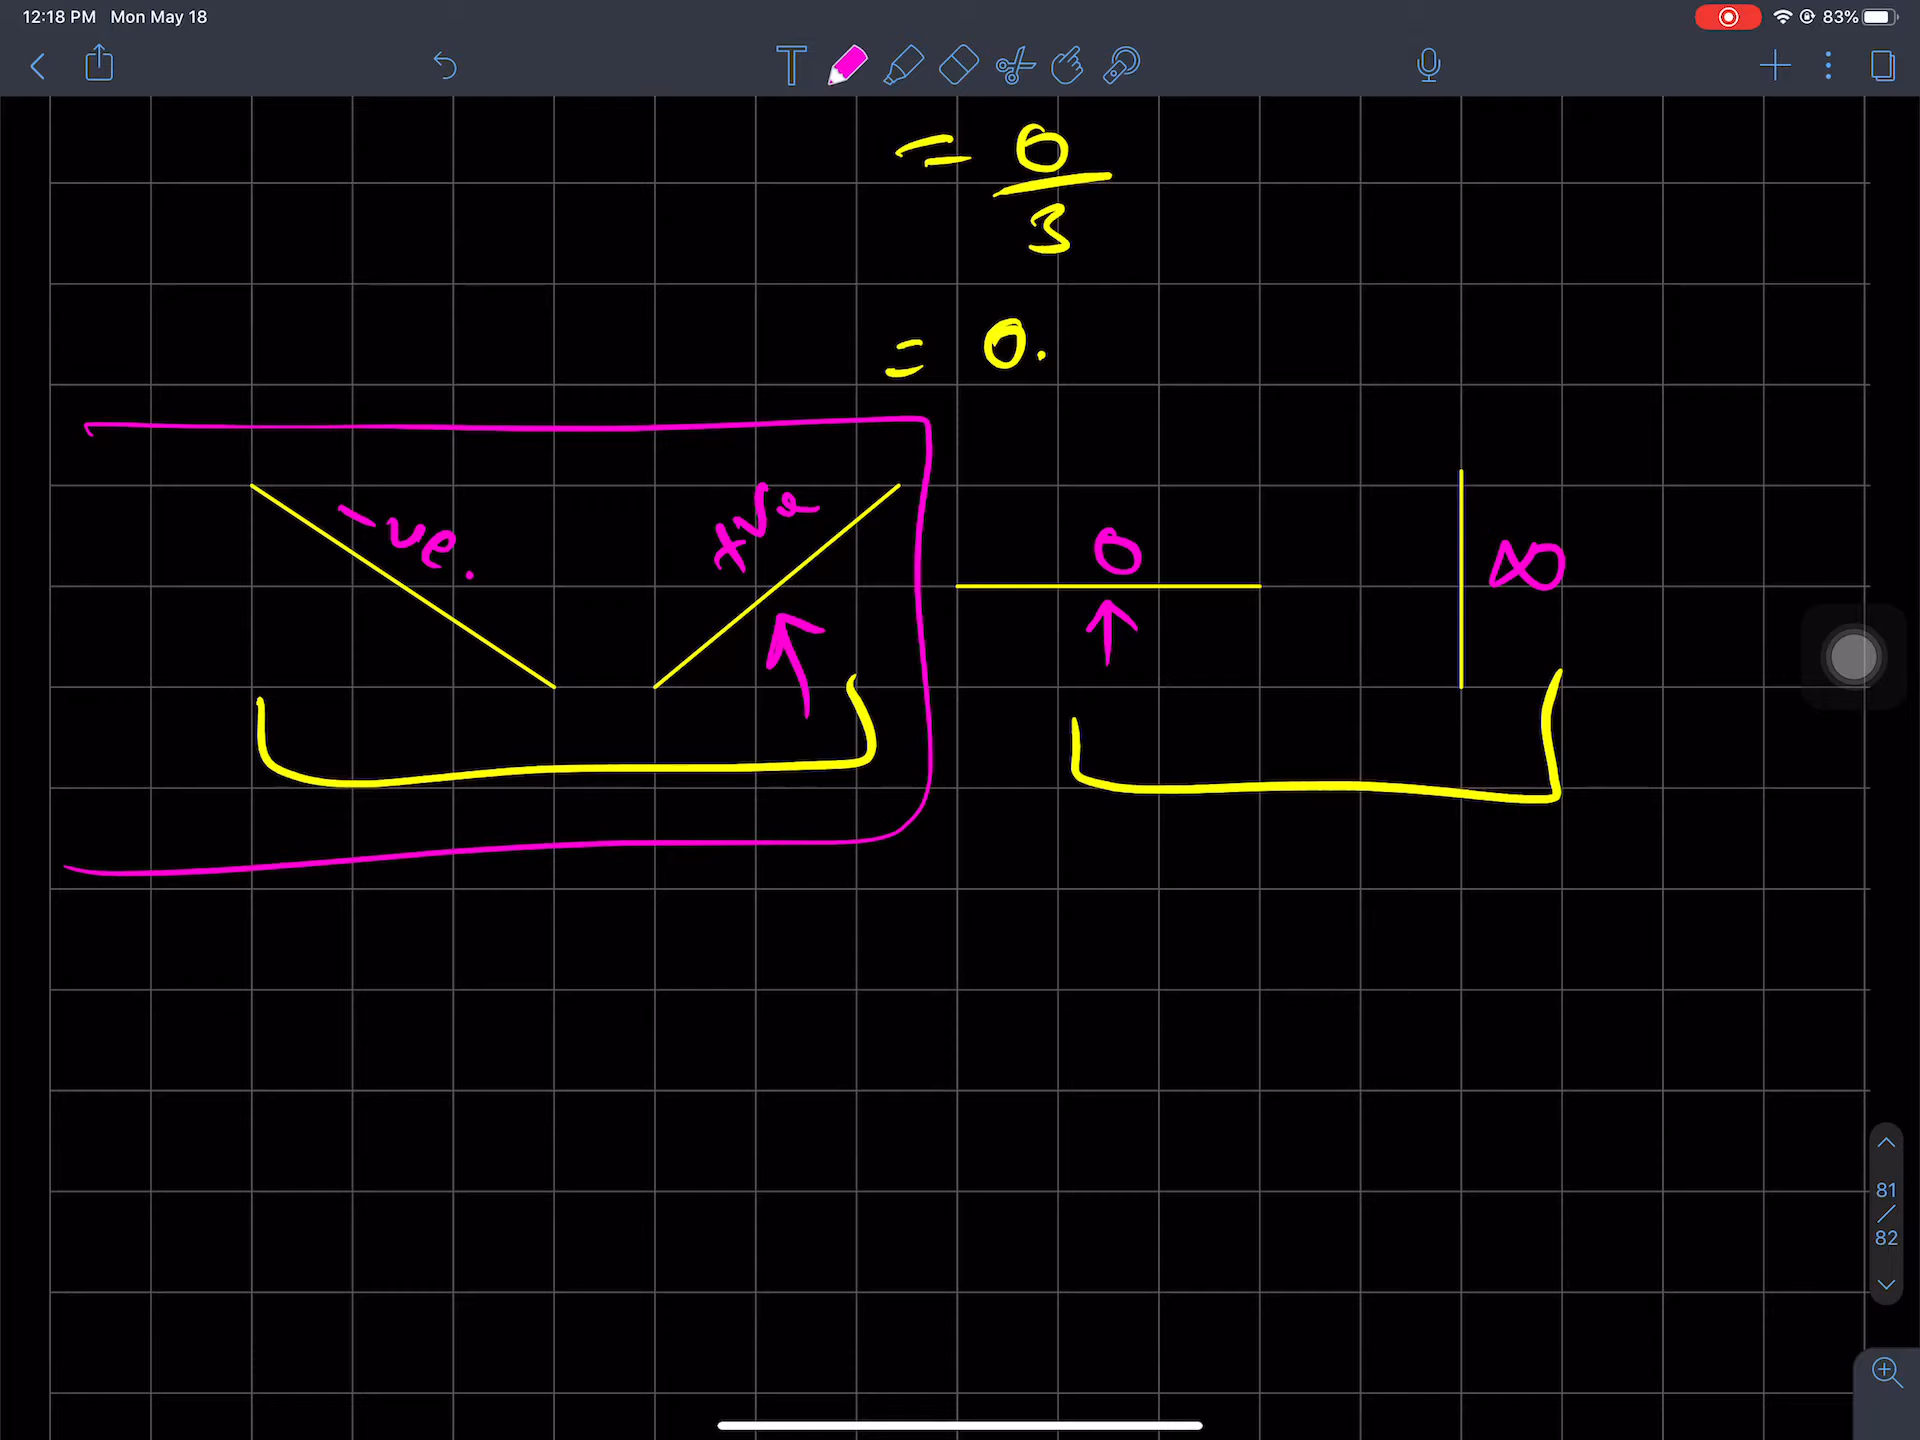 12:18 PM Mon May 18
83%
T
= 0
3
= 0.
-ve.
+ve
0
∞
81
/
82